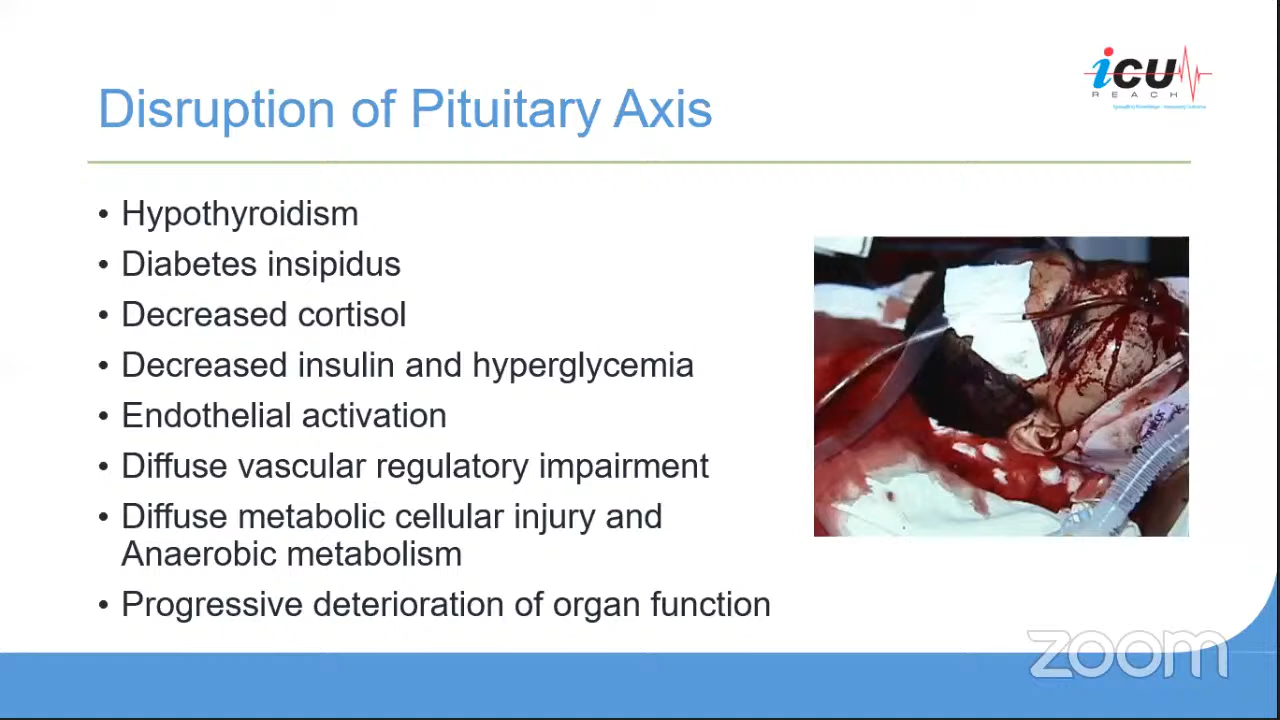 iCU
REACH
Disruption of Pituitary Axis
• Hypothyroidism
• Diabetes insipidus
• Decreased cortisol
• Decreased insulin and hyperglycemia
• Endothelial activation
• Diffuse vascular regulatory impairment
• Diffuse metabolic cellular injury and
Anaerobic metabolism
• Progressive deterioration of organ function
zoom